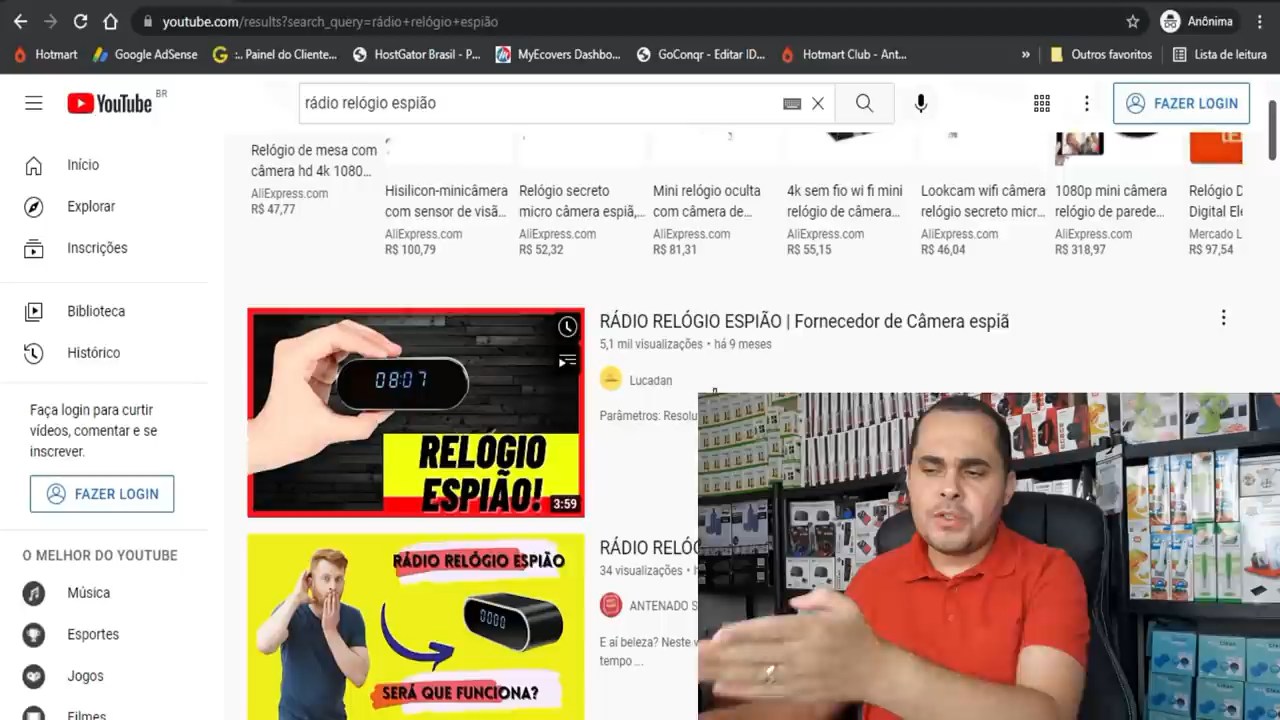 youtube.com/results?search_query=rádio+relógio+espião
Anônima
Hotmart
Google AdSense
:. Painel do Cliente...
HostGator Brasil - P...
MyEcovers Dashbo...
GoConqr - Editar ID...
Hotmart Club - Ant...
»
Outros favoritos
Lista de leitura
YouTube BR
rádio relógio espião
FAZER LOGIN
Início
Explorar
Inscrições
Biblioteca
Histórico
Faça login para curtir
vídeos, comentar e se
inscrever.
FAZER LOGIN
O MELHOR DO YOUTUBE
Música
Esportes
Jogos
Filmes
Relógio de mesa com
câmera hd 4k 1080...
AliExpress.com
R$ 47,77
Hisilicon-minicâmera
com sensor de visã...
AliExpress.com
R$ 100,79
Relógio secreto
micro câmera espiã,...
AliExpress.com
R$ 52,32
Mini relógio oculta
com câmera de...
AliExpress.com
R$ 81,31
4k sem fio wi fi mini
relógio de câmera...
AliExpress.com
R$ 55,15
Lookcam wifi câmera
relógio secreto micr...
AliExpress.com
R$ 46,04
1080p mini câmera
relógio de parede...
AliExpress.com
R$ 318,97
Relógio D
Digital Ele
Mercado L
R$ 97,54
08:07
RELÓGIO
ESPIÃO!
3:59
RÁDIO RELÓGIO ESPIÃO | Fornecedor de Câmera espiã
5,1 mil visualizações • há 9 meses
Lucadan
Parâmetros: Resolu
RÁDIO RELÓGIO ESPIÃO
0000
SERÁ QUE FUNCIONA?
RÁDIO RELÓG
34 visualizações •
ANTENADO S
E aí beleza? Neste v
tempo ...